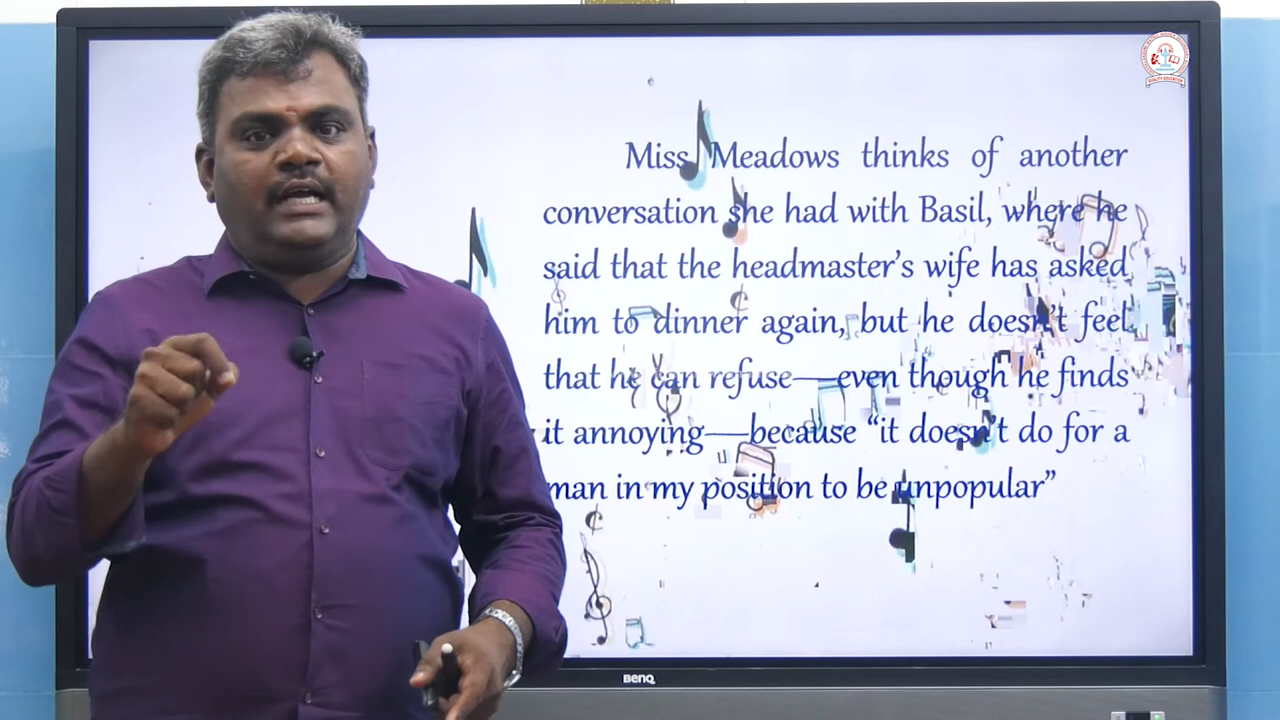 Miss Meadows thinks of another
conversation she had with Basil, where he
said that the headmaster's wife has asked
him to dinner again, but he doesn't feel
that he can refuse—even though he finds
it annoying—because “it doesn't do for a
man in my position to be unpopular”
BENQ
QUALITY EDUCATION